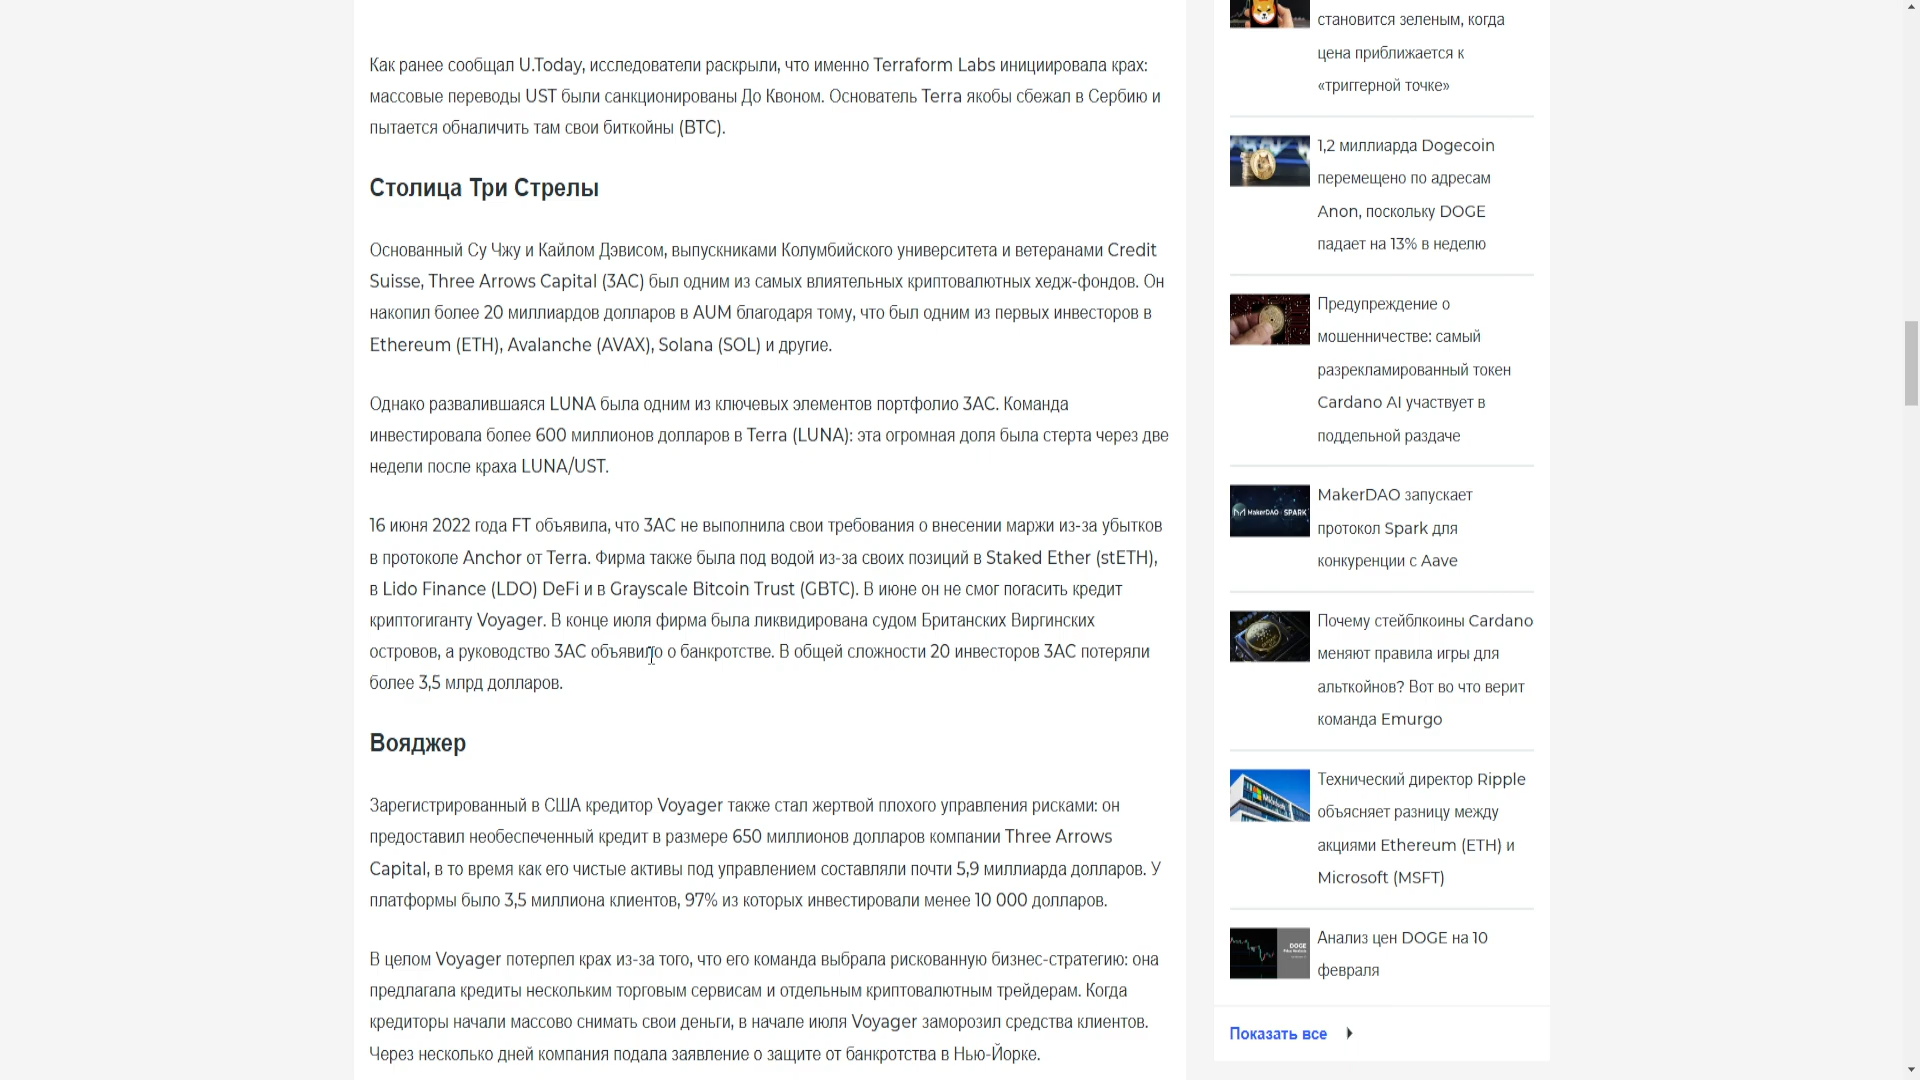 Как ранее сообщал U.Today, исследователи раскрыли, что именно Terraform Labs инициировала крах:
массовые переводы UST были санкционированы До Квоном. Основатель Terra якобы сбежал в Сербию и
пытается обналичить там свои биткойны (BTC).
Столица Три Стрелы
Основанный Су Чжу и Кайлом Дэвисом, выпускниками Колумбийского университета и ветеранами Credit
Suisse, Three Arrows Capital (3AC) был одним из самых влиятельных криптовалютных хедж-фондов. Он
накопил более 20 миллиардов долларов в AUM благодаря тому, что был одним из первых инвесторов в
Ethereum (ETH), Avalanche (AVAX), Solana (SOL) и другие.
Однако развалившаяся LUNA была одним из ключевых элементов портфолио 3AC. Команда
инвестировала более 600 миллионов долларов в Terra (LUNA): эта огромная доля была стерта через две
недели после краха LUNA/UST.
16 июня 2022 года FT объявила, что 3AC не выполнила свои требования о внесении маржи из-за убытков
в протоколе Anchor от Terra. Фирма также была под водой из-за своих позиций в Staked Ether (stETH),
в Lido Finance (LDO) DeFi и в Grayscale Bitcoin Trust (GBTC). В июне он не смог погасить кредит
криптогиганту Voyager. В конце июля фирма была ликвидирована судом Британских Виргинских
островов, а руководство 3AC объявило о банкротстве. В общей сложности 20 инвесторов 3AC потеряли
более 3,5 млрд долларов.
Вояджер
Зарегистрированный в США кредитор Voyager также стал жертвой плохого управления рисками: он
предоставил необеспеченный кредит в размере 650 миллионов долларов компании Three Arrows
Capital, в то время как его чистые активы под управлением составляли почти 5,9 миллиарда долларов. У
платформы было 3,5 миллиона клиентов, 97% из которых инвестировали менее 10 000 долларов.
В целом Voyager потерпел крах из-за того, что его команда выбрала рискованную бизнес-стратегию: она
предлагала кредиты нескольким торговым сервисам и отдельным криптовалютным трейдерам. Когда
кредиторы начали массово снимать свои деньги, в начале июля Voyager заморозил средства клиентов.
Через несколько дней компания подала заявление о защите от банкротства в Нью-Йорке.
становится зеленым, когда
цена приближается к
«триггерной точке»
1,2 миллиарда Dogecoin
перемещено по адресам
Anon, поскольку DOGE
падает на 13% в неделю
Предупреждение о
мошенничестве: самый
разрекламированный токен
Cardano AI участвует в
поддельной раздаче
MakerDAO SPARK
MakerDAO запускает
протокол Spark для
конкуренции с Aave
Почему стейблкоины Cardano
меняют правила игры для
альткойнов? Вот во что верит
команда Emurgo
Microsoft
Технический директор Ripple
объясняет разницу между
акциями Ethereum (ETH) и
Microsoft (MSFT)
DOGE
Анализ цен DOGE на 10
февраля
Показать все